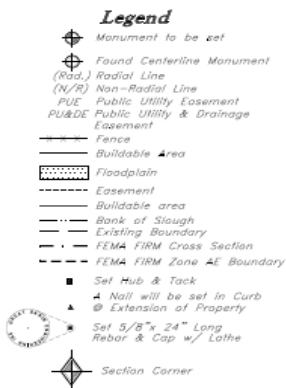 Legend
Monument to be set
Found Centerline Monument
(Rad.) Radial Line
(N/R) Non-Radial Line
PUE Public Utility Easement
PU&DE Public Utility & Drainage
Easement
Fence
Buildable Area
Floodplain
Easement
Buildable area
Bank of Slough
Existing Boundary
FEMA FIRM Cross Section
FEMA FIRM Zone AE Boundary
Set Hub & Tack
A Nail will be set in Curb
@ Extension of Property
Set 5/8"x 24" Long
Rebar & Cap w/ Lathe
GREAT BASIN
Section Corner